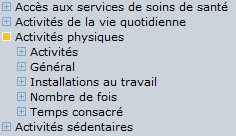 Accès aux services de soins de santé
Activités de la vie quotidienne
Activités physiques
Activités
Général
Installations au travail
Nombre de fois
Temps consacré
Activités sédentaires